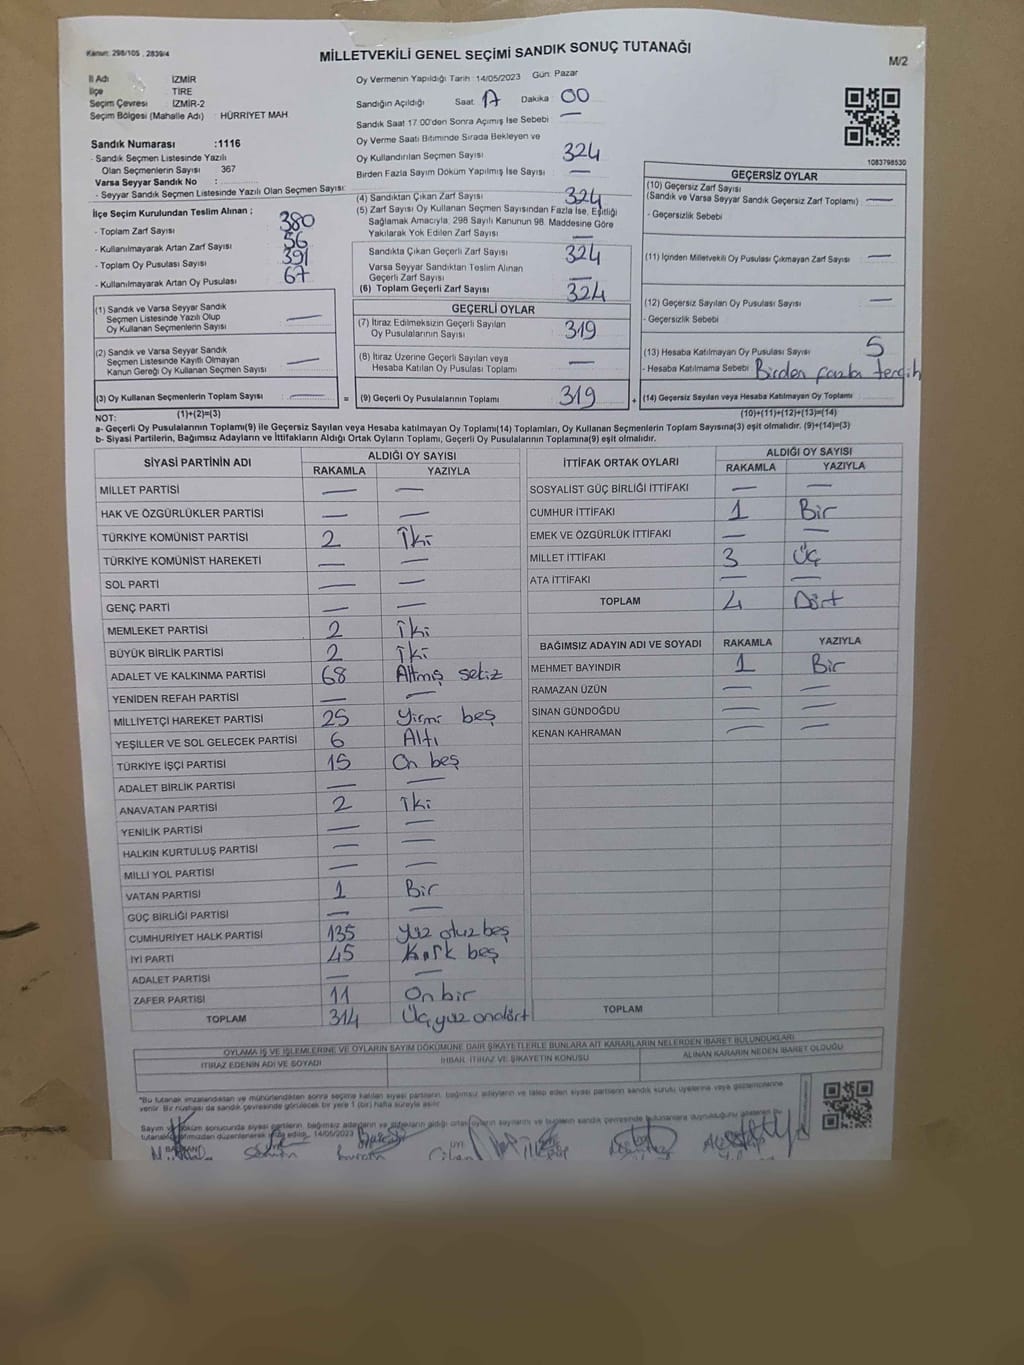 Kanun: 298/105 , 2839/4
MİLLETVEKİLİ GENEL SEÇİMİ SANDIK SONUÇ TUTANAĞI
M/2
İl Adı İZMİR
İlçe TİRE
Seçim Çevresi : İZMİR-2
Seçim Bölgesi (Mahalle Adı) : HÜRRİYET MAH
Sandık Numarası :1116
- Sandık Seçmen Listesinde Yazılı
Olan Seçmenlerin Sayısı : 367
Varsa Seyyar Sandık No :
- Seyyar Sandık Seçmen Listesinde Yazılı Olan Seçmen Sayısı:
İlçe Seçim Kurulundan Teslim Alınan ;
- Toplam Zarf Sayısı 380
- Kullanılmayarak Artan Zarf Sayısı 56
- Toplam Oy Pusulası Sayısı 391
- Kullanılmayarak Artan Oy Pusulası 67
(1) Sandık ve Varsa Seyyar Sandık
Seçmen Listesinde Yazılı Olup
Oy Kullanan Seçmenlerin Sayısı —
(2) Sandık ve Varsa Seyyar Sandık
Seçmen Listesinde Kayıtlı Olmayan
Kanun Gereği Oy Kullanan Seçmen Sayısı —
(3) Oy Kullanan Seçmenlerin Toplam Sayısı — =
Oy Vermenin Yapıldığı Tarih : 14/05/2023 Gün: Pazar
Sandığın Açıldığı Saat: 17 Dakika : 00
Sandık Saat 17:00'den Sonra Açımış İse Sebebi —
Oy Verme Saati Bitiminde Sırada Bekleyen ve
Oy Kullandırılan Seçmen Sayısı 324
Birden Fazla Sayım Döküm Yapılmış İse Sayısı —
(4) Sandıktan Çıkan Zarf Sayısı 324
(5) Zarf Sayısı Oy Kullanan Seçmen Sayısından Fazla İse, Eşitliği
Sağlamak Amacıyla, 298 Sayılı Kanunun 98. Maddesine Göre
Yakılarak Yok Edilen Zarf Sayısı —
Sandıkta Çıkan Geçerli Zarf Sayısı 324
Varsa Seyyar Sandıktan Teslim Alınan
Geçerli Zarf Sayısı —
(6) Toplam Geçerli Zarf Sayısı 324
GEÇERLİ OYLAR
(7) İtiraz Edilmeksizin Geçerli Sayılan
Oy Pusulalarının Sayısı 319
(8) İtiraz Üzerine Geçerli Sayılan veya
Hesaba Katılan Oy Pusulası Toplamı —
(9) Geçerli Oy Pusulalarının Toplamı 319 +
1083798530
GEÇERSİZ OYLAR
(10) Geçersiz Zarf Sayısı
(Sandık ve Varsa Seyyar Sandık Geçersiz Zarf Toplamı) —
- Geçersizlik Sebebi
(11) İçinden Milletvekili Oy Pusulası Çıkmayan Zarf Sayısı —
(12) Geçersiz Sayılan Oy Pusulası Sayısı —
- Geçersizlik Sebebi
(13) Hesaba Katılmayan Oy Pusulası Sayısı 5
- Hesaba Katılmama Sebebi Birden fazla tercih
(14) Geçersiz Sayılan veya Hesaba Katılmayan Oy Toplamı :
NOT: (1)+(2)=(3) (10)+(11)+(12)+(13)=(14)
a- Geçerli Oy Pusulalarının Toplamı(9) ile Geçersiz Sayılan veya Hesaba katılmayan Oy Toplamı(14) Toplamları, Oy Kullanan Seçmenlerin Toplam Sayısına(3) eşit olmalıdır. (9)+(14)=(3)
b- Siyasi Partilerin, Bağımsız Adayların ve İttifakların Aldığı Ortak Oyların Toplamı, Geçerli Oy Pusulalarının Toplamına(9) eşit olmalıdır.
SİYASİ PARTİNİN ADI ALDIĞI OY SAYISI
RAKAMLA YAZIYLA
MİLLET PARTİSİ — —
HAK VE ÖZGÜRLÜKLER PARTİSİ — —
TÜRKİYE KOMÜNİST PARTİSİ 2 İki
TÜRKİYE KOMÜNİST HAREKETİ — —
SOL PARTİ — —
GENÇ PARTİ — —
MEMLEKET PARTİSİ 2 İki
BÜYÜK BİRLİK PARTİSİ 2 İki
ADALET VE KALKINMA PARTİSİ 68 Altmış sekiz
YENİDEN REFAH PARTİSİ — —
MİLLİYETÇİ HAREKET PARTİSİ 25 Yirmi beş
YEŞİLLER VE SOL GELECEK PARTİSİ 6 Altı
TÜRKİYE İŞÇİ PARTİSİ 15 On beş
ADALET BİRLİK PARTİSİ — —
ANAVATAN PARTİSİ 2 İki
YENİLİK PARTİSİ — —
HALKIN KURTULUŞ PARTİSİ — —
MİLLİ YOL PARTİSİ — —
VATAN PARTİSİ 1 Bir
GÜÇ BİRLİĞİ PARTİSİ — —
CUMHURİYET HALK PARTİSİ 135 Yüz otuz beş
İYİ PARTİ 45 Kırk beş
ADALET PARTİSİ — —
ZAFER PARTİSİ 11 On bir
TOPLAM 314 Üç yüz ondört
İTTİFAK ORTAK OYLARI ALDIĞI OY SAYISI
RAKAMLA YAZIYLA
SOSYALİST GÜÇ BİRLİĞİ İTTİFAKI — —
CUMHUR İTTİFAKI 1 Bir
EMEK VE ÖZGÜRLÜK İTTİFAKI — —
MİLLET İTTİFAKI 3 Üç
ATA İTTİFAKI — —
TOPLAM 4 Dört
BAĞIMSIZ ADAYIN ADI VE SOYADI RAKAMLA YAZIYLA
MEHMET BAYINDIR 1 Bir
RAMAZAN ÜZÜN — —
SİNAN GÜNDOĞDU — —
KENAN KAHRAMAN — —
TOPLAM
OYLAMA İŞ VE İŞLEMLERİNE VE OYLARIN SAYIM DÖKÜMÜNE DAİR ŞİKAYETLERLE BUNLARA AİT KARARLARIN NELERDEN İBARET BULUNDUKLARI
İTİRAZ EDENİN ADI VE SOYADI İHBAR, İTİRAZ VE ŞİKAYETİN KONUSU ALINAN KARARIN NEDEN İBARET OLDUĞU
*Bu tutanak imzalandıktan ve mühürlendikten sonra seçime katılan siyasi partilerin, bağımsız adayların ve talep eden siyasi partilerin sandık kurulu üyelerine veya gözlemcilerine
verilir. Bir nüshası da sandık çevresinde görülecek bir yere 1 (bir) hafta süreyle asılır.
Sayım ve döküm sonucunda siyasi partilerin, bağımsız adayların ve ittifakların aldığı ortak oyların sayılarını ve bunların sandık çevresinde
14/05/2023